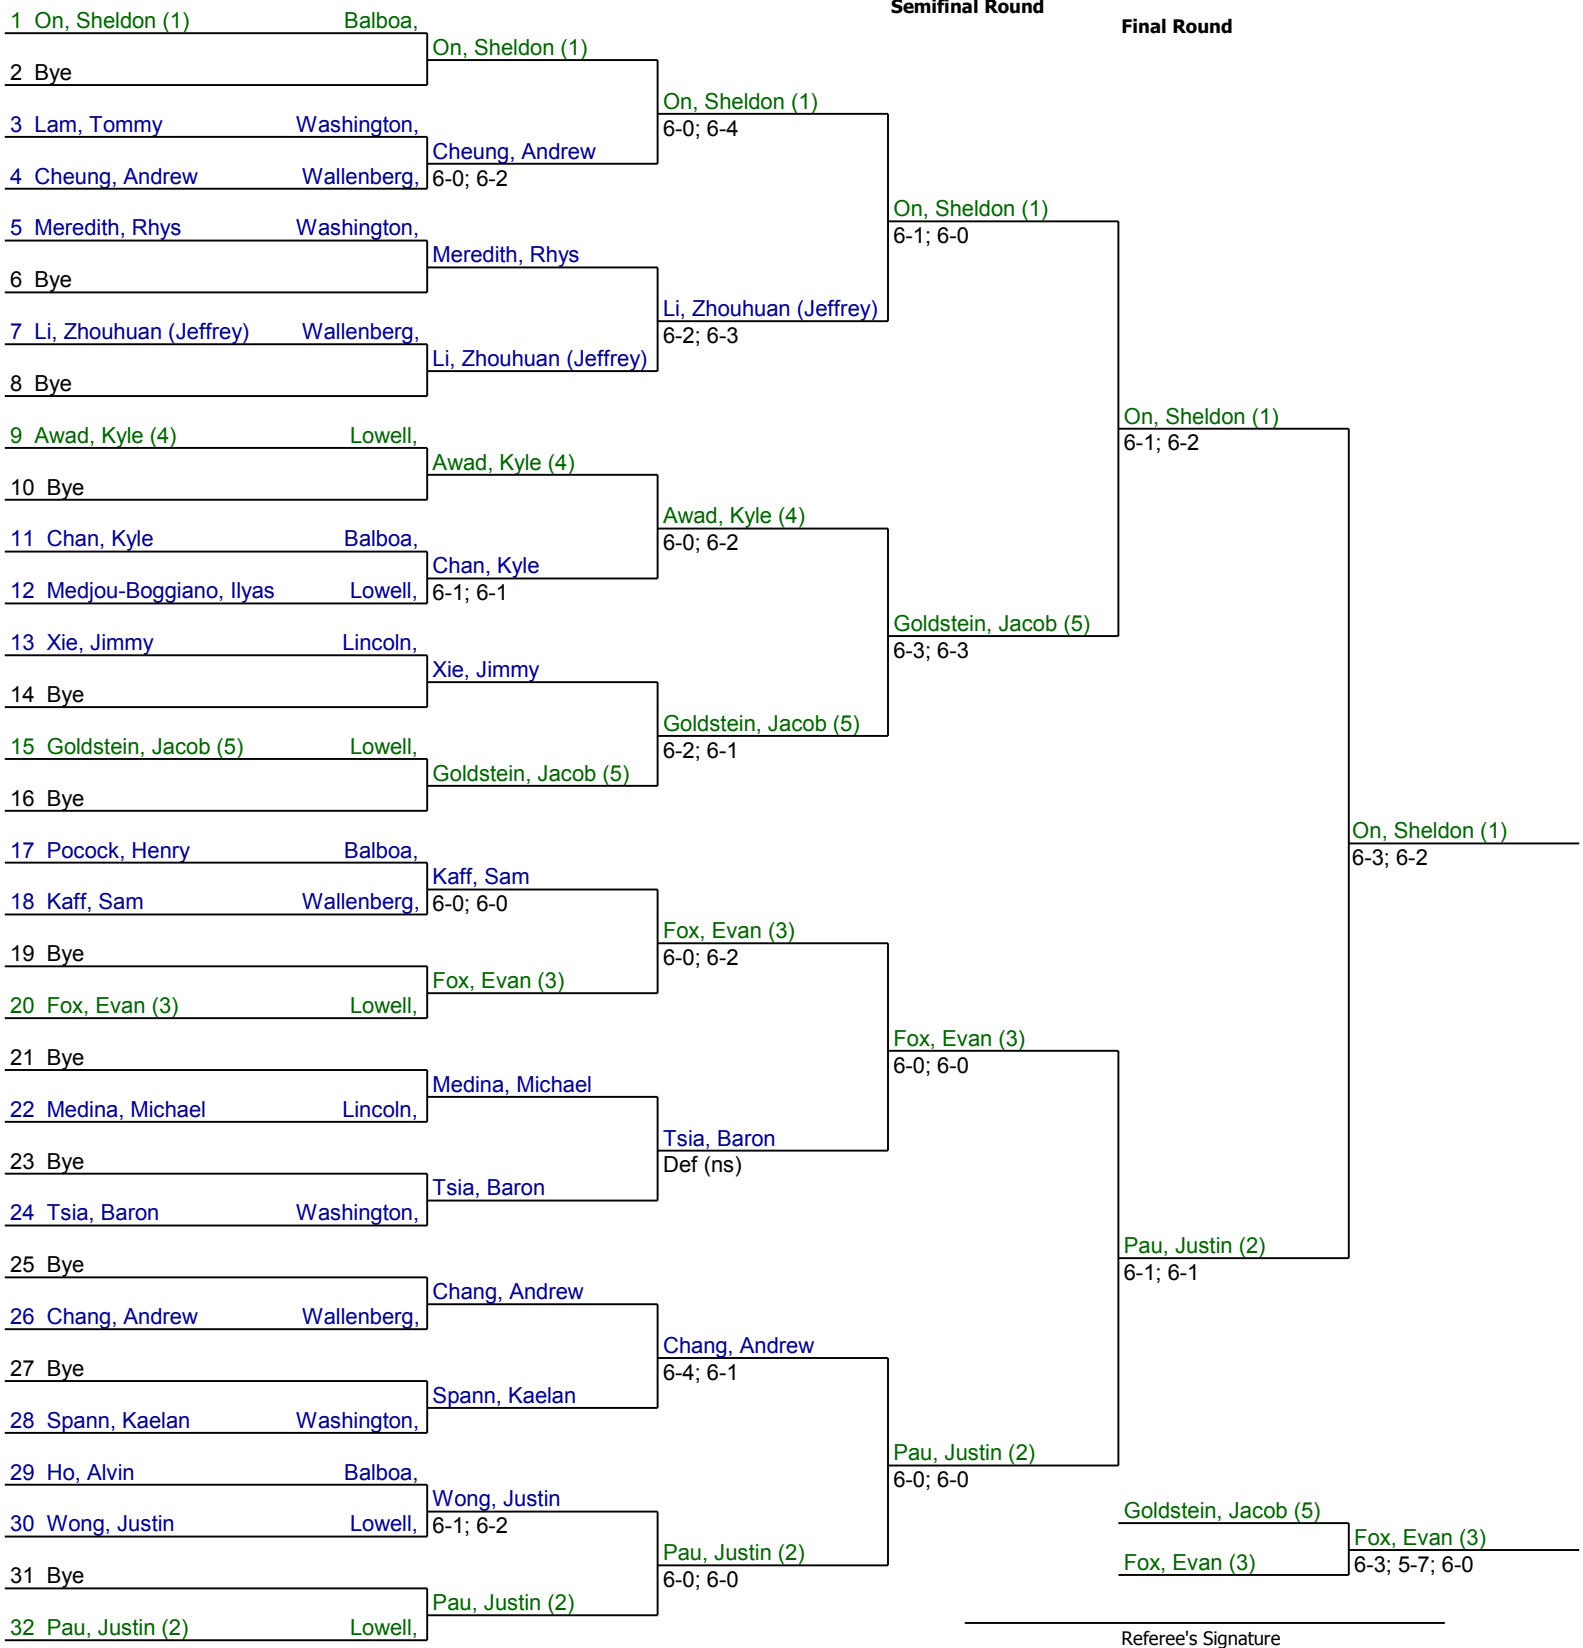 Semifinal Round
Final Round
1 On, Sheldon (1) Balboa,
2 Bye
3 Lam, Tommy Washington,
4 Cheung, Andrew Wallenberg,
5 Meredith, Rhys Washington,
6 Bye
7 Li, Zhouhuan (Jeffrey) Wallenberg,
8 Bye
9 Awad, Kyle (4) Lowell,
10 Bye
11 Chan, Kyle Balboa,
12 Medjou-Boggiano, Ilyas Lowell,
13 Xie, Jimmy Lincoln,
14 Bye
15 Goldstein, Jacob (5) Lowell,
16 Bye
17 Pocock, Henry Balboa,
18 Kaff, Sam Wallenberg,
19 Bye
20 Fox, Evan (3) Lowell,
21 Bye
22 Medina, Michael Lincoln,
23 Bye
24 Tsia, Baron Washington,
25 Bye
26 Chang, Andrew Wallenberg,
27 Bye
28 Spann, Kaelan Washington,
29 Ho, Alvin Balboa,
30 Wong, Justin Lowell,
31 Bye
32 Pau, Justin (2) Lowell,
On, Sheldon (1)
Cheung, Andrew
6-0; 6-2
Meredith, Rhys
Li, Zhouhuan (Jeffrey)
Awad, Kyle (4)
Chan, Kyle
6-1; 6-1
Xie, Jimmy
Goldstein, Jacob (5)
Kaff, Sam
6-0; 6-0
Fox, Evan (3)
Medina, Michael
Tsia, Baron
Chang, Andrew
Spann, Kaelan
Wong, Justin
6-1; 6-2
Pau, Justin (2)
On, Sheldon (1)
6-0; 6-4
Li, Zhouhuan (Jeffrey)
6-2; 6-3
Awad, Kyle (4)
6-0; 6-2
Goldstein, Jacob (5)
6-2; 6-1
Fox, Evan (3)
6-0; 6-2
Tsia, Baron
Def (ns)
Chang, Andrew
6-4; 6-1
Pau, Justin (2)
6-0; 6-0
On, Sheldon (1)
6-1; 6-0
Goldstein, Jacob (5)
6-3; 6-3
Fox, Evan (3)
6-0; 6-0
Pau, Justin (2)
6-0; 6-0
On, Sheldon (1)
6-1; 6-2
Pau, Justin (2)
6-1; 6-1
On, Sheldon (1)
6-3; 6-2
Goldstein, Jacob (5)
Fox, Evan (3)
Fox, Evan (3)
6-3; 5-7; 6-0
Referee's Signature